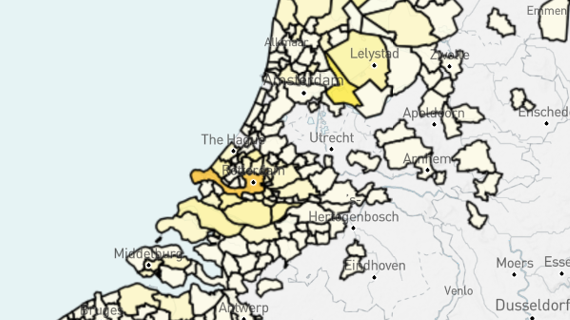 Emmen
Alkmaar
Lelystad
Zwolle
Amsterdam
Apeldoorn
Enschede
The Hague
Utrecht
Arnhem
Rotterdam
Hertogenbosch
Middelburg
Eindhoven
Moers
Esse
Venlo
Bruges
Antwerp
Dusseldorf